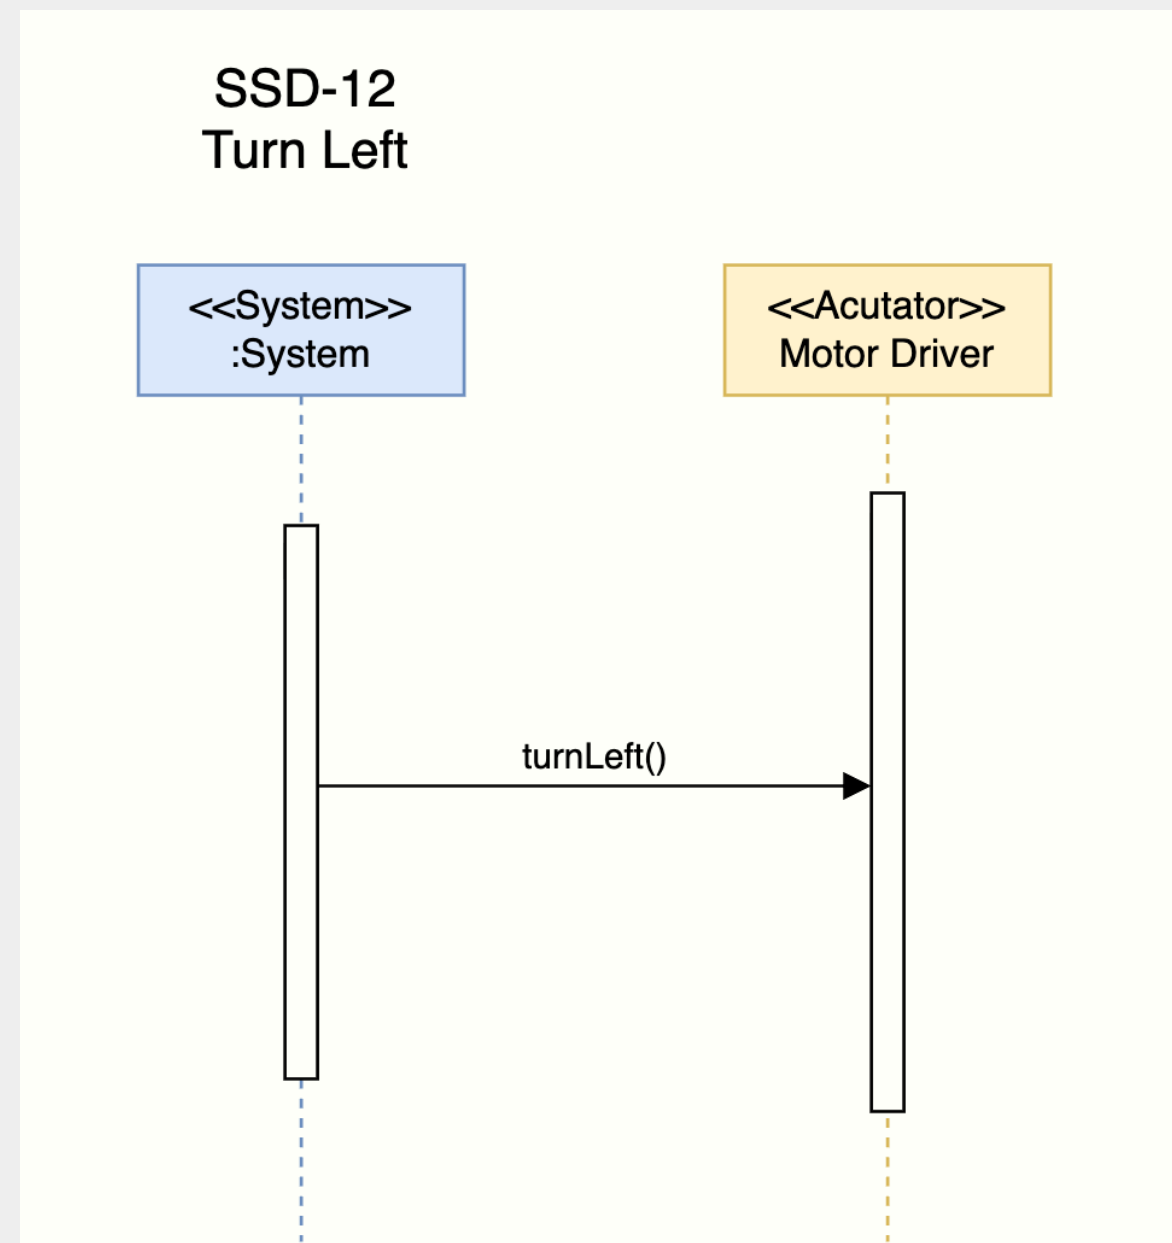 SSD-12
Turn Left
<<System>>
:System
<<Acutator>>
Motor Driver
turnLeft()